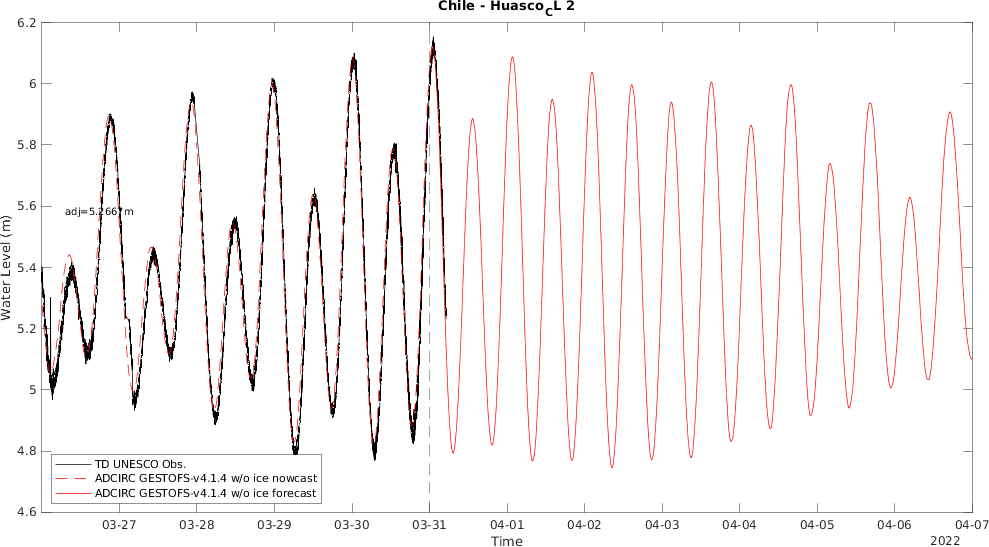 Chile - HuascoCL 2
6.2
6
5.8
5.6
5.4
5.2
5
4.8
4.6
Water Level (m)
adj=5.2667m
TD UNESCO Obs.
ADCIRC GESTOFS-v4.1.4 w/o ice nowcast
ADCIRC GESTOFS-v4.1.4 w/o ice forecast
03-27 03-28 03-29 03-30 03-31 04-01 04-02 04-03 04-04 04-05 04-06 04-07
Time
2022